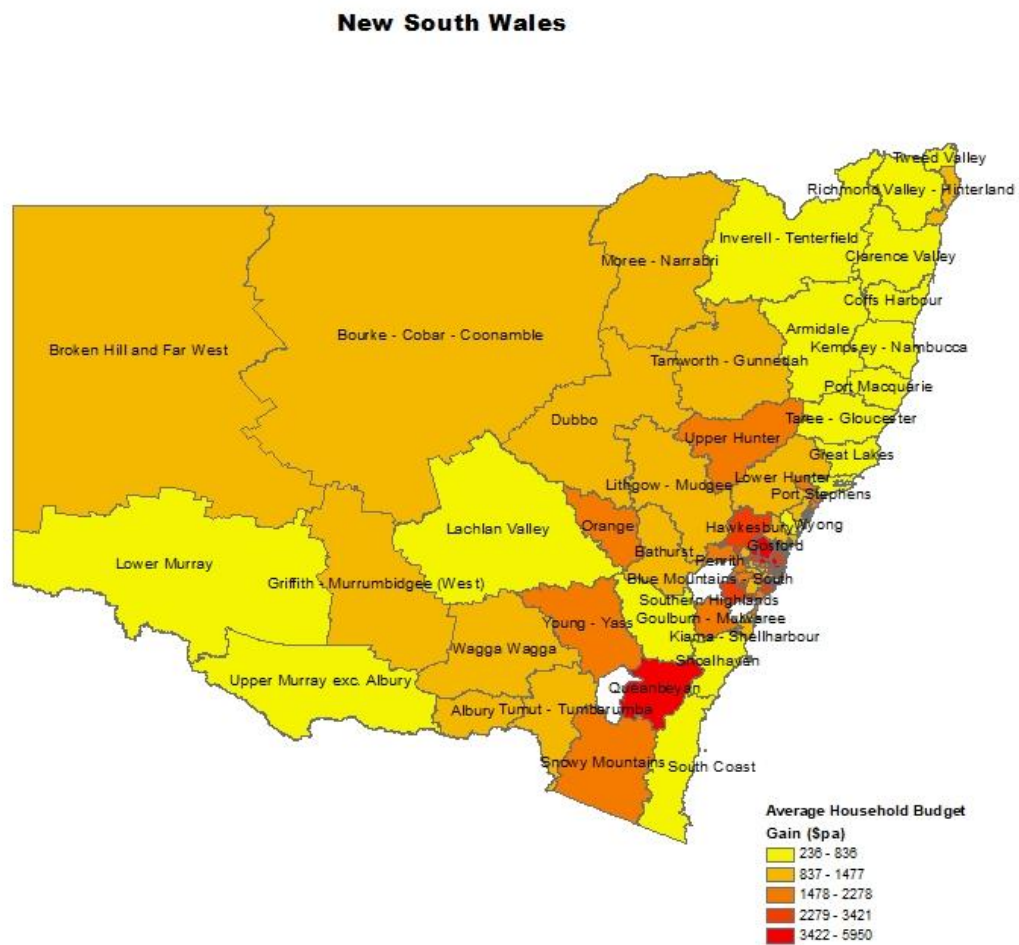 New South Wales
Tweed Valley
Richmond Valley - Hinterland
Inverell - Tenterfield
Clarence Valley
Moree - Narrabri
Coffs Harbour
Armidale
Bourke - Cobar - Coonamble
Kempsey - Nambucca
Broken Hill and Far West
Tamworth - Gunnedah
Port Macquarie
Dubbo
Taree - Gloucester
Upper Hunter
Great Lakes
Lower Hunter
Lithgow - Mudgee
Port Stephens
Lachlan Valley
Orange
Hawkesbury
Wyong
Gosford
Bathurst
Penrith
Lower Murray
Griffith - Murrumbidgee (West)
Blue Mountains - South
Southern Highlands
Goulburn - Mulwaree
Young - Yass
Kiama - Shellharbour
Wagga Wagga
Shoalhaven
Upper Murray exc. Albury
Queanbeyan
Albury
Tumut - Tumbarumba
Snowy Mountains
South Coast
Average Household Budget
Gain ($pa)
236 - 836
837 - 1477
1478 - 2278
2279 - 3421
3422 - 5950